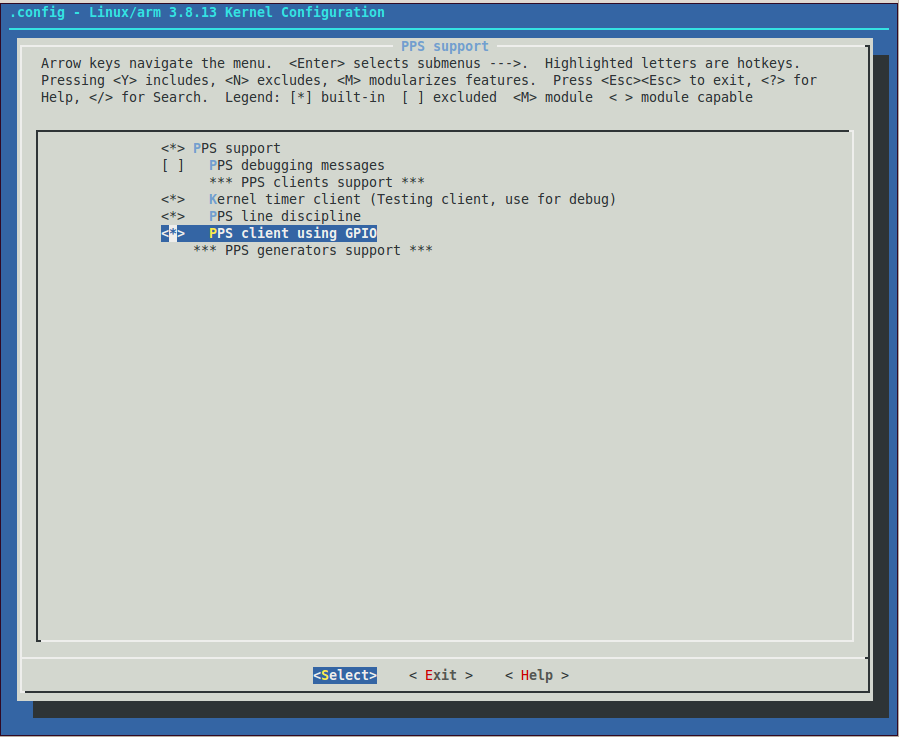 .config - Linux/arm 3.8.13 Kernel Configuration
PPS support
Arrow keys navigate the menu.  <Enter> selects submenus --->.  Highlighted letters are hotkeys.
Pressing <Y> includes, <N> excludes, <M> modularizes features.  Press <Esc><Esc> to exit, <?> for
Help, </> for Search.  Legend: [*] built-in  [ ] excluded  <M> module  < > module capable
<*> PPS support
[ ]   PPS debugging messages
*** PPS clients support ***
<*>   Kernel timer client (Testing client, use for debug)
<*>   PPS line discipline
<*>   PPS client using GPIO
*** PPS generators support ***
<Select>    < Exit >    < Help >